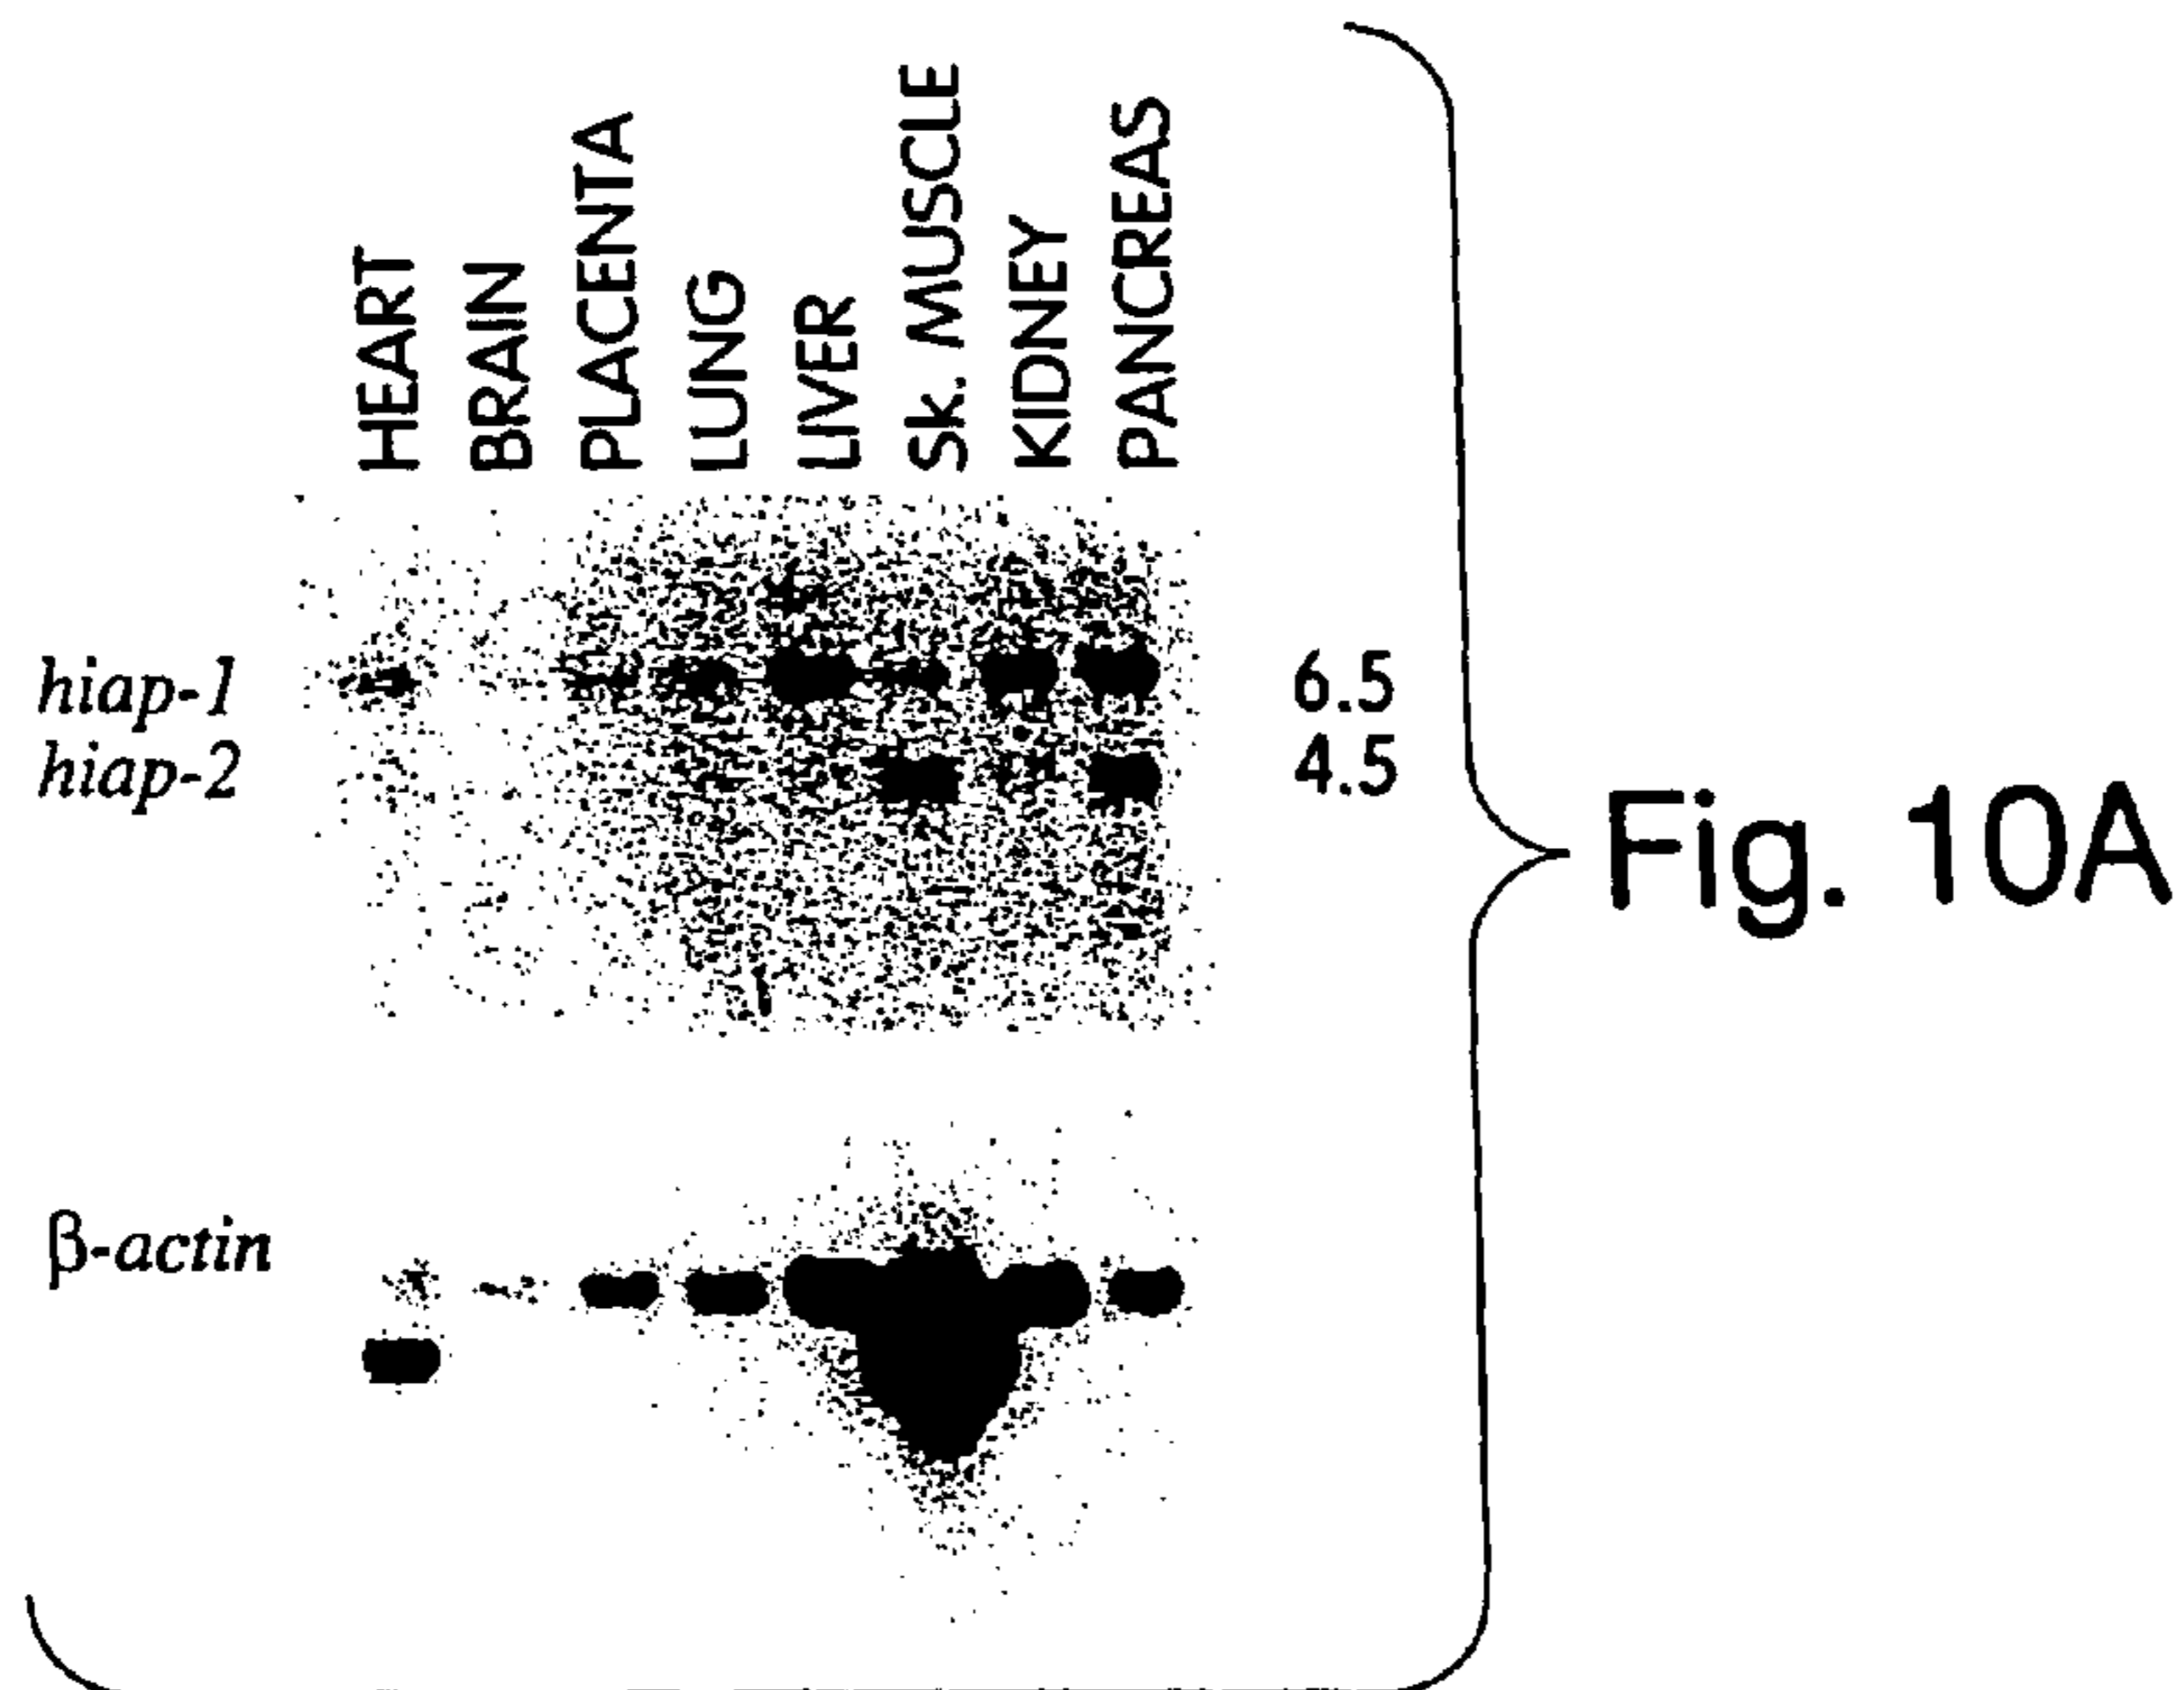 HEART
BRAIN
PLACENTA
LUNG
LIVER
Sk. MUSCLE
KIDNEY
PANCREAS
hiap-1
6.5
hiap-2
4.5
Fig. 10A
β-actin